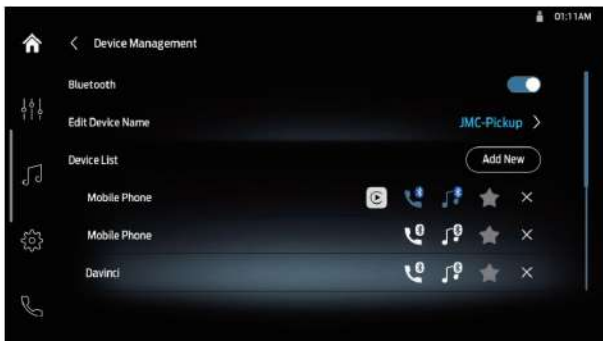 01:11AM
Device Management
Bluetooth
Edit Device Name JMC-Pickup
Device List Add New
Mobile Phone
Mobile Phone
Davinci